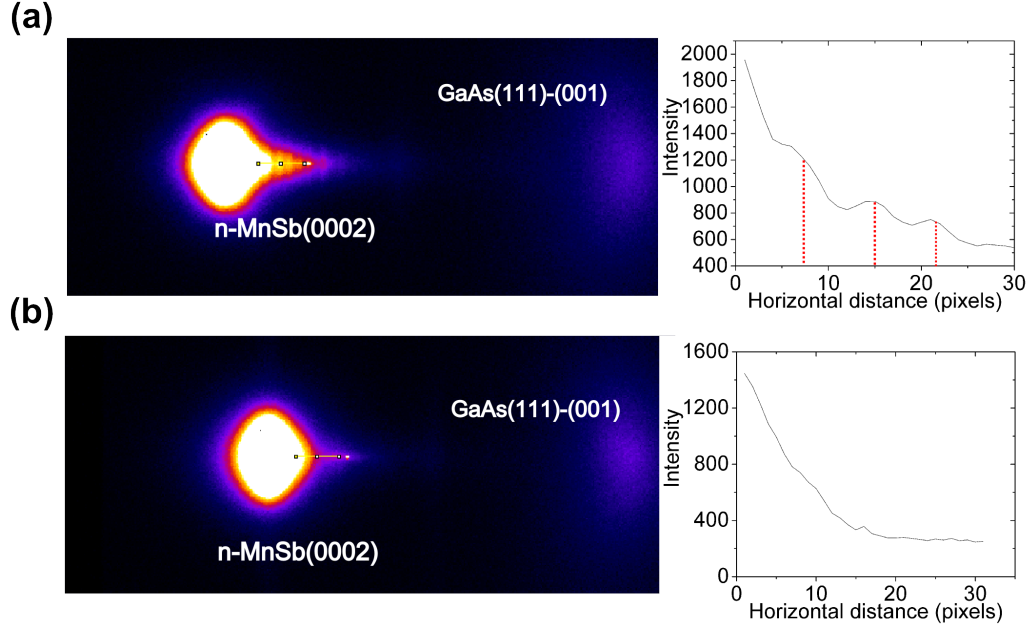 (a)
GaAs(111)-(001)
n-MnSb(0002)
Intensity
2000
1800
1600
1400
1200
1000
800
600
400
0
10
20
30
Horizontal distance (pixels)
(b)
GaAs(111)-(001)
n-MnSb(0002)
Intensity
1600
1200
800
400
0
0
10
20
30
Horizontal distance (pixels)